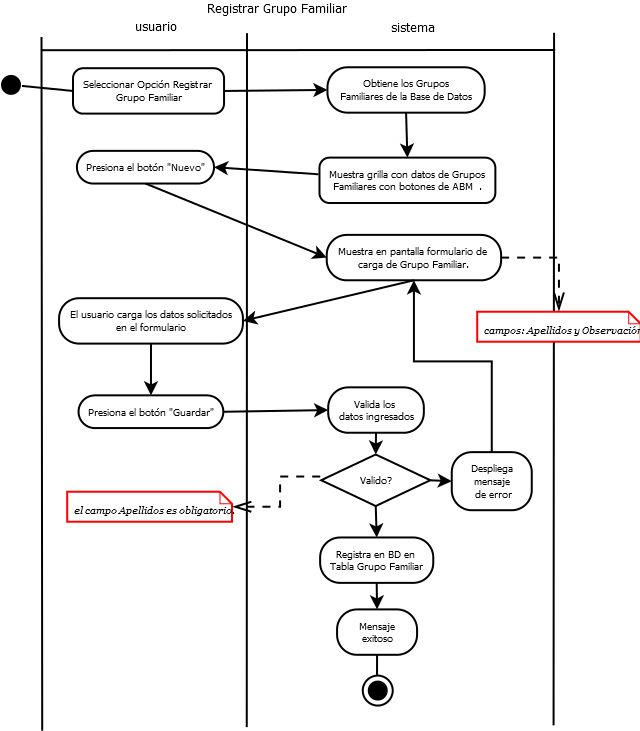 Registrar Grupo Familiar
usuario
sistema
Seleccionar Opción Registrar
Grupo Familiar
Obtiene los Grupos
Familiares de la Base de Datos
Presiona el botón "Nuevo"
Muestra grilla con datos de Grupos
Familiares con botones de ABM .
Muestra en pantalla formulario de
carga de Grupo Familiar.
El usuario carga los datos solicitados
en el formulario
campos: Apellidos y Observación
Presiona el botón "Guardar"
Valida los
datos ingresados
Valido?
Despliega
mensaje
de error
el campo Apellidos es obligatorio.
Registra en BD en
Tabla Grupo Familiar
Mensaje
exitoso